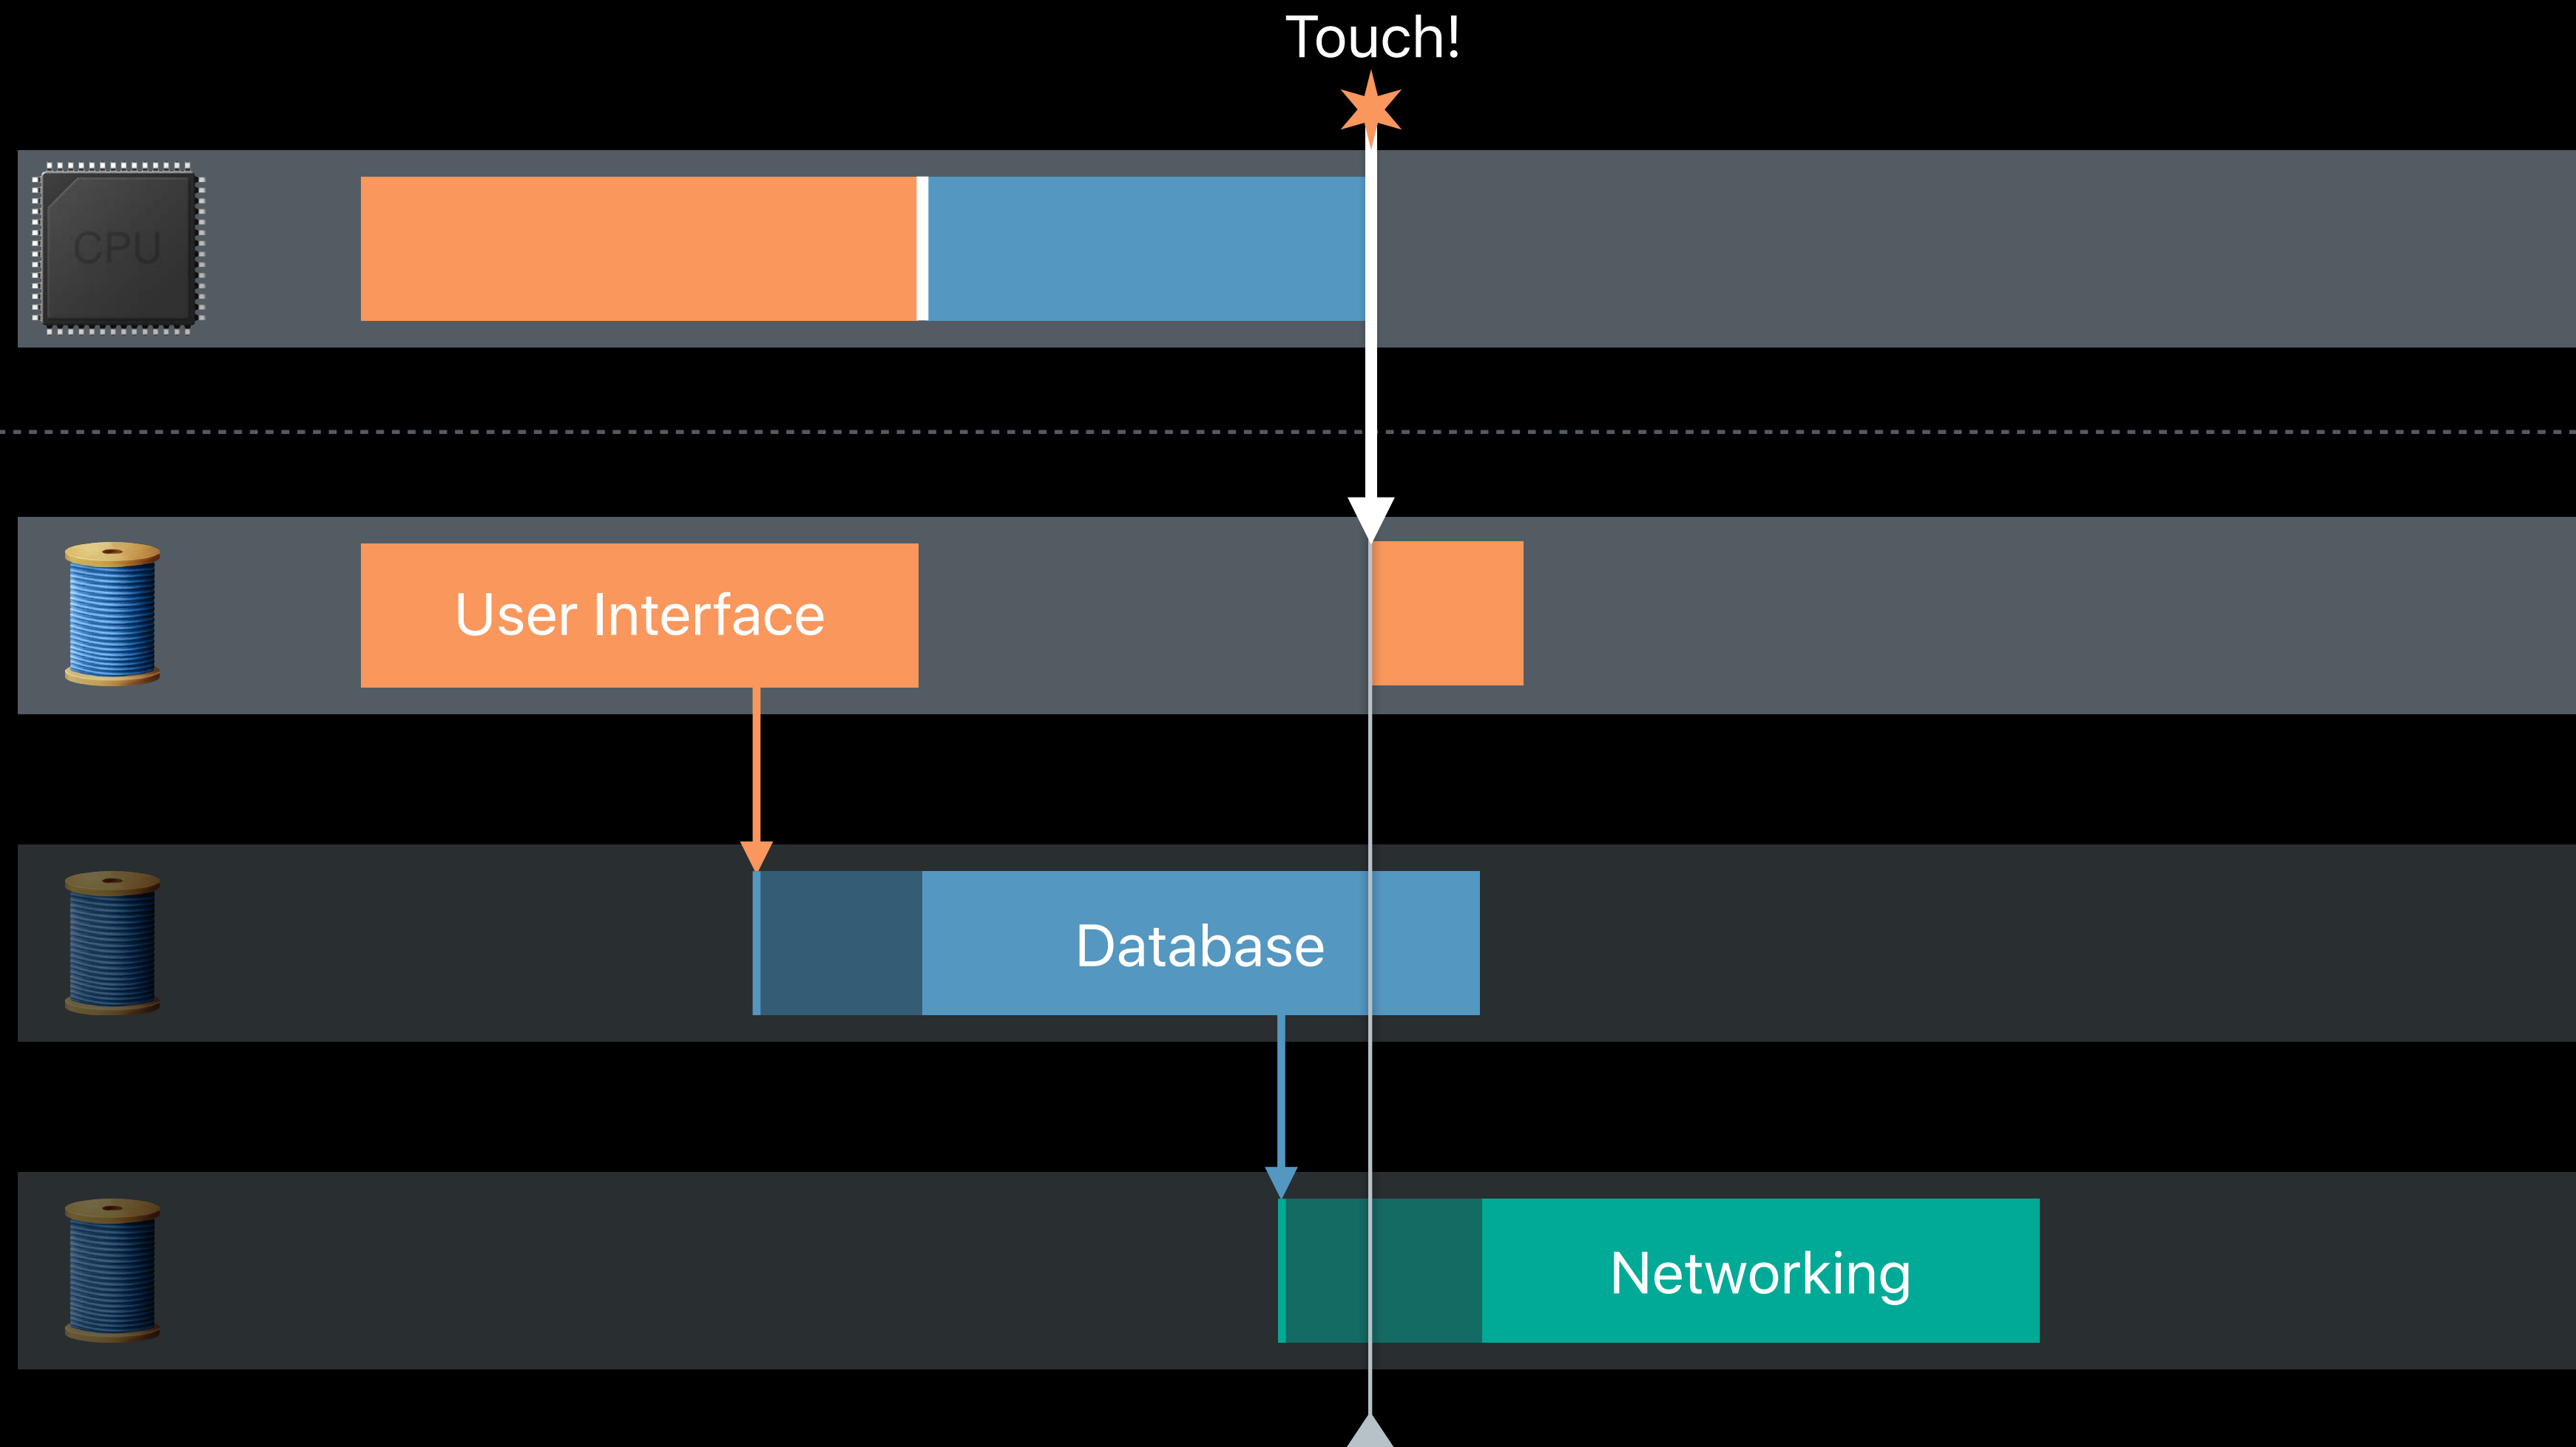 Touch!
CPU
User Interface
Database
Networking